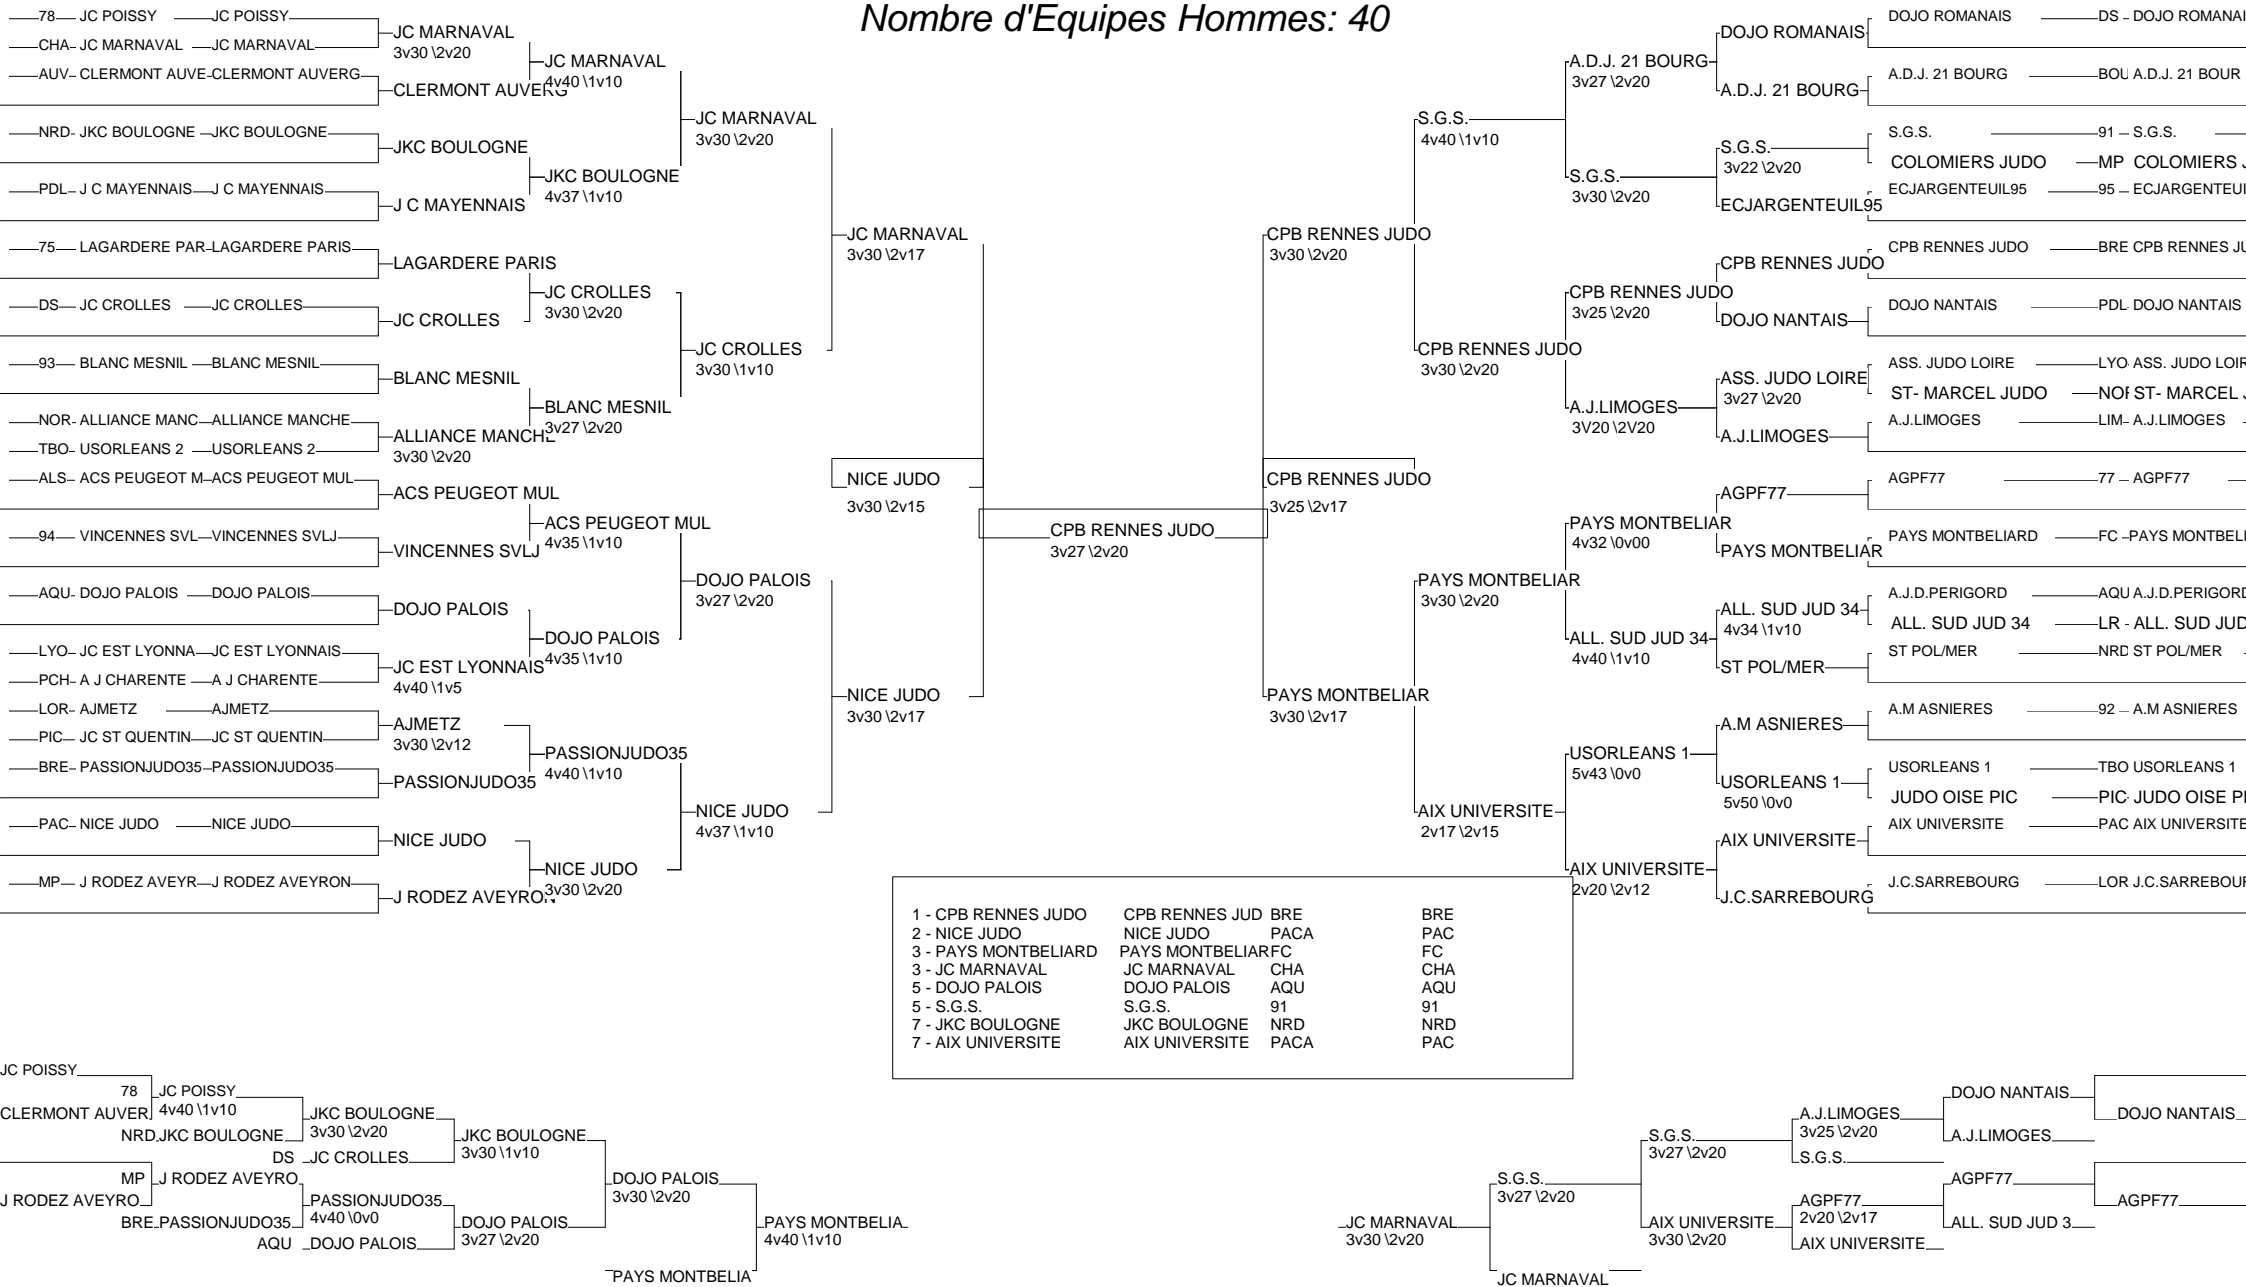 Nombre d'Equipes Hommes: 40
78 JC POISSY JC POISSY
CHA JC MARNAVAL JC MARNAVAL
AUV CLERMONT AUVE CLERMONT AUVERG
NRD JKC BOULOGNE JKC BOULOGNE
PDL J C MAYENNAIS J C MAYENNAIS
75 LAGARDERE PAR LAGARDERE PARIS
DS JC CROLLES JC CROLLES
93 BLANC MESNIL BLANC MESNIL
NOR ALLIANCE MANC ALLIANCE MANCHE
TBO USORLEANS 2 USORLEANS 2
ALS ACS PEUGEOT M ACS PEUGEOT MUL
94 VINCENNES SVL VINCENNES SVLJ
AQU DOJO PALOIS DOJO PALOIS
LYO JC EST LYONNA JC EST LYONNAIS
PCH A J CHARENTE A J CHARENTE
LOR AJMETZ AJMETZ
PIC JC ST QUENTIN JC ST QUENTIN
BRE PASSIONJUDO35 PASSIONJUDO35
PAC NICE JUDO NICE JUDO
MP J RODEZ AVEYR J RODEZ AVEYRON
JC MARNAVAL
3v30 \2v20
CLERMONT AUVERG
JKC BOULOGNE
J C MAYENNAIS
LAGARDERE PARIS
JC CROLLES
BLANC MESNIL
ALLIANCE MANCHE
3v30 \2v20
ACS PEUGEOT MUL
VINCENNES SVLJ
DOJO PALOIS
JC EST LYONNAIS
4v40 \1v5
AJMETZ
3v30 \2v12
PASSIONJUDO35
NICE JUDO
J RODEZ AVEYRON
JC MARNAVAL
4v40 \1v10
JKC BOULOGNE
4v37 \1v10
JC CROLLES
3v30 \2v20
BLANC MESNIL
3v27 \2v20
ACS PEUGEOT MUL
4v35 \1v10
DOJO PALOIS
4v35 \1v10
PASSIONJUDO35
4v40 \1v10
NICE JUDO
3v30 \2v20
JC MARNAVAL
3v30 \2v20
JC CROLLES
3v30 \1v10
DOJO PALOIS
3v27 \2v20
NICE JUDO
4v37 \1v10
JC MARNAVAL
3v30 \2v17
NICE JUDO
3v30 \2v15
NICE JUDO
3v30 \2v17
CPB RENNES JUDO
3v27 \2v20
CPB RENNES JUDO
3v30 \2v20
CPB RENNES JUDO
3v25 \2v17
PAYS MONTBELIAR
3v30 \2v17
S.G.S.
4v40 \1v10
CPB RENNES JUDO
3v30 \2v20
PAYS MONTBELIAR
3v30 \2v20
AIX UNIVERSITE
2v17 \2v15
A.D.J. 21 BOURG
3v27 \2v20
S.G.S.
3v30 \2v20
CPB RENNES JUDO
3v25 \2v20
A.J.LIMOGES
3V20 \2V20
PAYS MONTBELIAR
4v32 \0v00
ALL. SUD JUD 34
4v40 \1v10
USORLEANS 1
5v43 \0v0
AIX UNIVERSITE
2v20 \2v12
DOJO ROMANAIS
A.D.J. 21 BOURG
S.G.S.
3v22 \2v20
ECJARGENTEUIL95
CPB RENNES JUDO
DOJO NANTAIS
ASS. JUDO LOIRE
3v27 \2v20
A.J.LIMOGES
AGPF77
PAYS MONTBELIAR
ALL. SUD JUD 34
4v34 \1v10
ST POL/MER
A.M ASNIERES
USORLEANS 1
5v50 \0v0
AIX UNIVERSITE
J.C.SARREBOURG
DOJO ROMANAIS DS DOJO ROMANAI
A.D.J. 21 BOURG BOU A.D.J. 21 BOUR
S.G.S. 91 S.G.S.
COLOMIERS JUDO MP COLOMIERS J
ECJARGENTEUIL95 95 ECJARGENTEUI
CPB RENNES JUDO BRE CPB RENNES JU
DOJO NANTAIS PDL DOJO NANTAIS
ASS. JUDO LOIRE LYO ASS. JUDO LOIR
ST- MARCEL JUDO NOR ST- MARCEL J
A.J.LIMOGES LIM A.J.LIMOGES
AGPF77 77 AGPF77
PAYS MONTBELIARD FC PAYS MONTBELI
A.J.D.PERIGORD AQU A.J.D.PERIGORD
ALL. SUD JUD 34 LR ALL. SUD JUD
ST POL/MER NRD ST POL/MER
A.M ASNIERES 92 A.M ASNIERES
USORLEANS 1 TBO USORLEANS 1
JUDO OISE PIC PIC JUDO OISE PI
AIX UNIVERSITE PAC AIX UNIVERSITE
J.C.SARREBOURG LOR J.C.SARREBOUR
1 - CPB RENNES JUDO CPB RENNES JUD BRE BRE
2 - NICE JUDO NICE JUDO PACA PAC
3 - PAYS MONTBELIARD PAYS MONTBELIAR FC FC
3 - JC MARNAVAL JC MARNAVAL CHA CHA
5 - DOJO PALOIS DOJO PALOIS AQU AQU
5 - S.G.S. S.G.S. 91 91
7 - JKC BOULOGNE JKC BOULOGNE NRD NRD
7 - AIX UNIVERSITE AIX UNIVERSITE PACA PAC
JC POISSY
78 JC POISSY
4v40 \1v10
CLERMONT AUVER
NRD JKC BOULOGNE
JKC BOULOGNE
3v30 \2v20
DS JC CROLLES
JKC BOULOGNE
3v30 \1v10
MP J RODEZ AVEYRO
J RODEZ AVEYRO
BRE PASSIONJUDO35
PASSIONJUDO35
4v40 \0v0
AQU DOJO PALOIS
DOJO PALOIS
3v27 \2v20
DOJO PALOIS
3v30 \2v20
PAYS MONTBELIA
PAYS MONTBELIA
4v40 \1v10
JC MARNAVAL
3v30 \2v20
S.G.S.
3v27 \2v20
JC MARNAVAL
S.G.S.
3v27 \2v20
AIX UNIVERSITE
3v30 \2v20
A.J.LIMOGES
3v25 \2v20
S.G.S.
AGPF77
2v20 \2v17
AIX UNIVERSITE
DOJO NANTAIS
A.J.LIMOGES
AGPF77
ALL. SUD JUD 3
DOJO NANTAIS
AGPF77